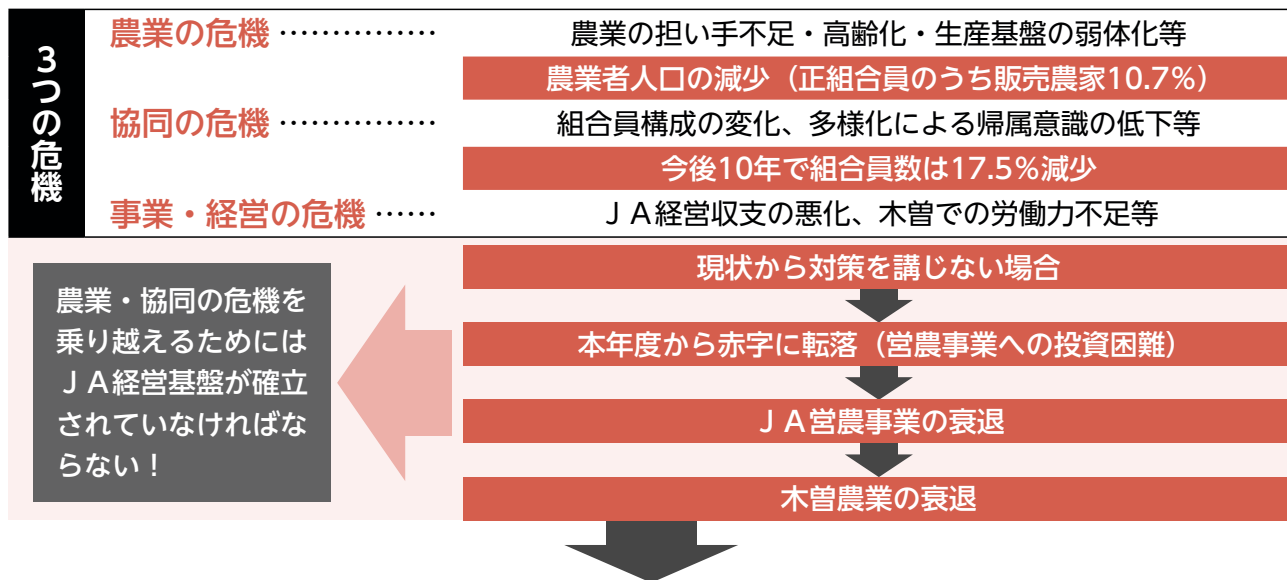 3つの危機
農業の危機 …………… 農業の担い手不足・高齢化・生産基盤の弱体化等
農業者人口の減少（正組合員のうち販売農家10.7％）
協同の危機 …………… 組合員構成の変化、多様化による帰属意識の低下等
今後10年で組合員数は17.5％減少
事業・経営の危機 …… ＪＡ経営収支の悪化、木曽での労働力不足等
現状から対策を講じない場合
本年度から赤字に転落（営農事業への投資困難）
ＪＡ営農事業の衰退
木曽農業の衰退
農業・協同の危機を
乗り越えるためには
ＪＡ経営基盤が確立
されていなければな
らない！